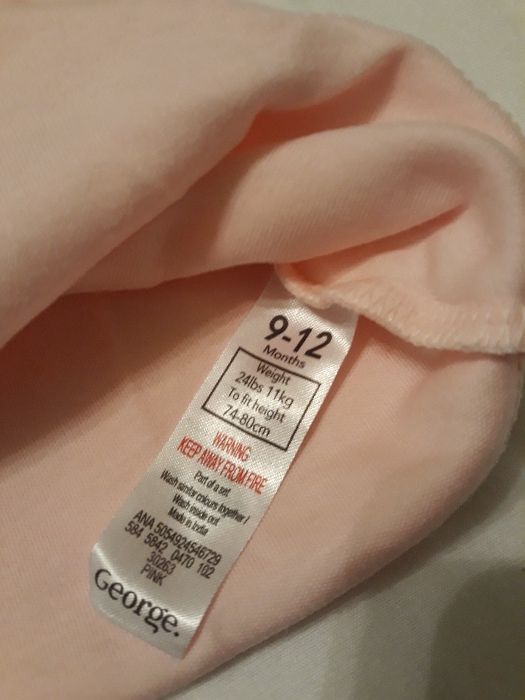 9-12
Months
Weight
24lbs 11kg
To fit height
74-80cm
WARNING
KEEP AWAY FROM FIRE
Part of a set
Wash similar colours together /
Wash inside out
Made in India
ANA 5054924546729
584 5842 0470 102
30263
PINK
George.